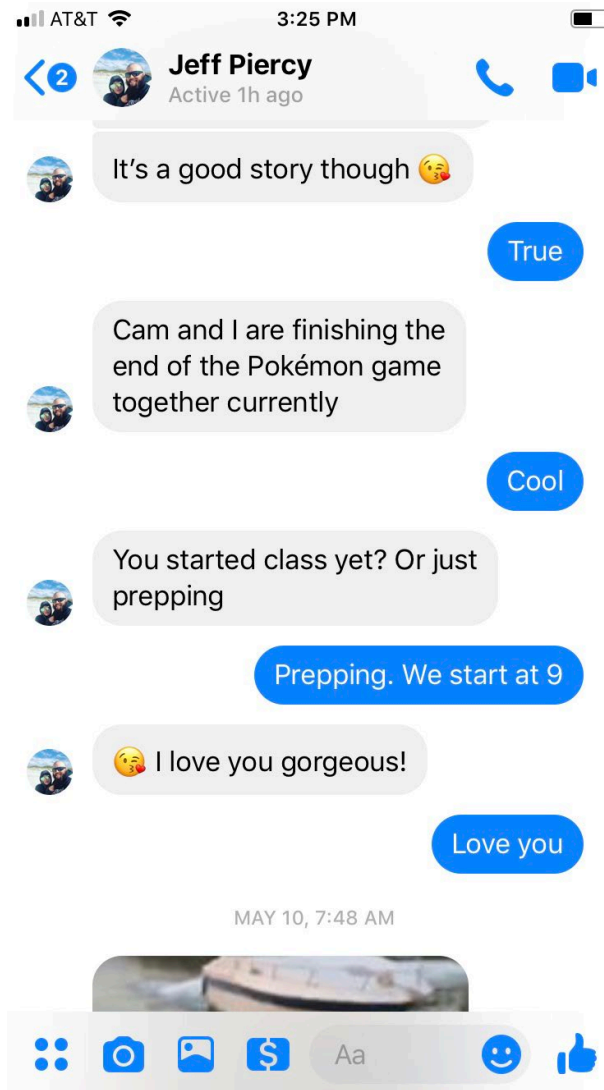 AT&T 3:25 PM
2 Jeff Piercy
Active 1h ago
It's a good story though 😘
True
Cam and I are finishing the
end of the Pokémon game
together currently
Cool
You started class yet? Or just
prepping
Prepping. We start at 9
😘 I love you gorgeous!
Love you
MAY 10, 7:48 AM
$ Aa